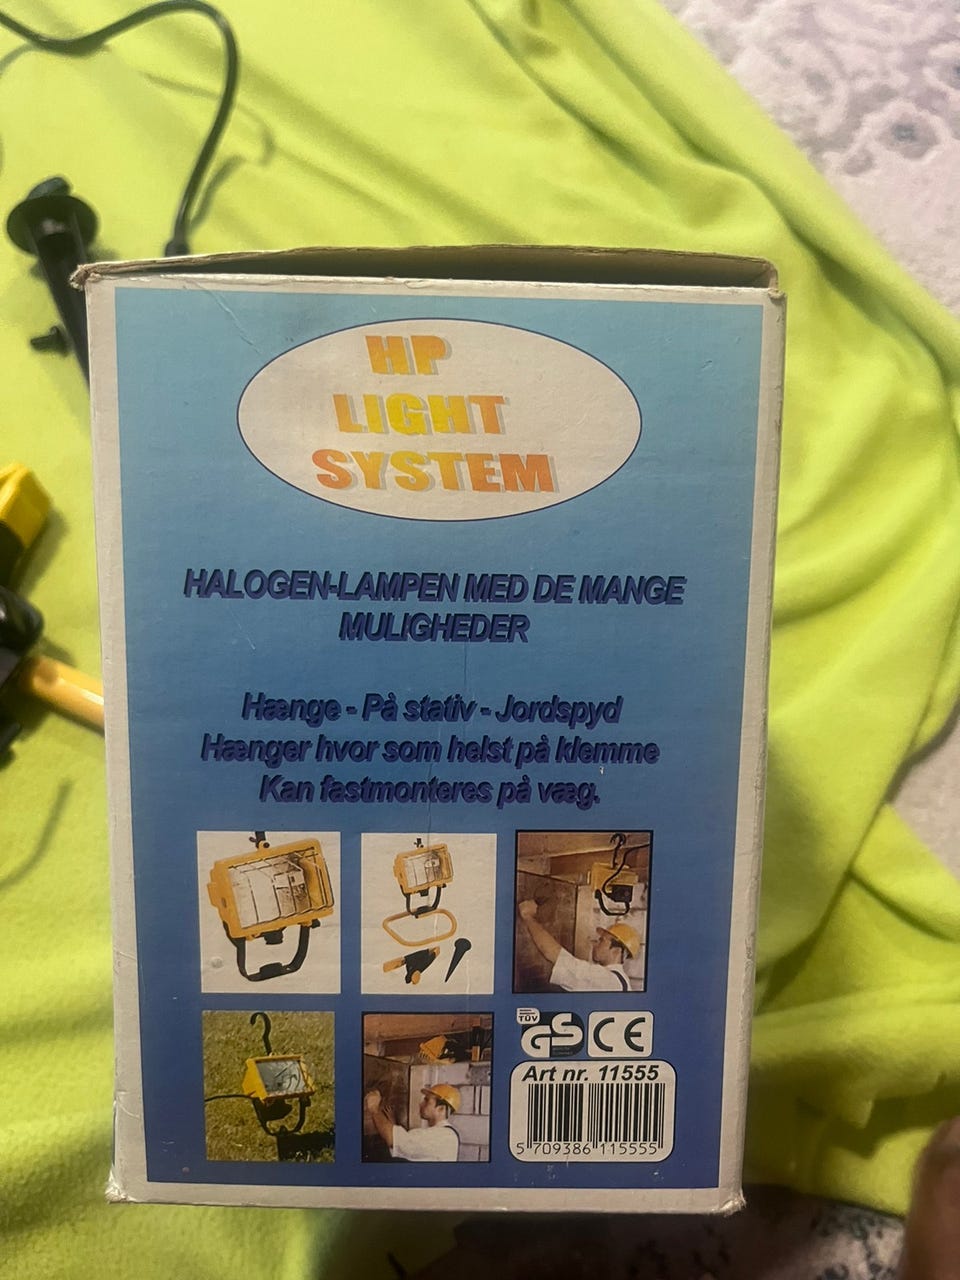 HP
LIGHT
SYSTEM
HALOGEN-LAMPEN MED DE MANGE
MULIGHEDER
Hænge - På stativ - Jordspyd
Hænger hvor som helst på klemme
Kan fastmonteres på væg.
TÜV
GS CE
Art nr. 11555
5 709386 115555